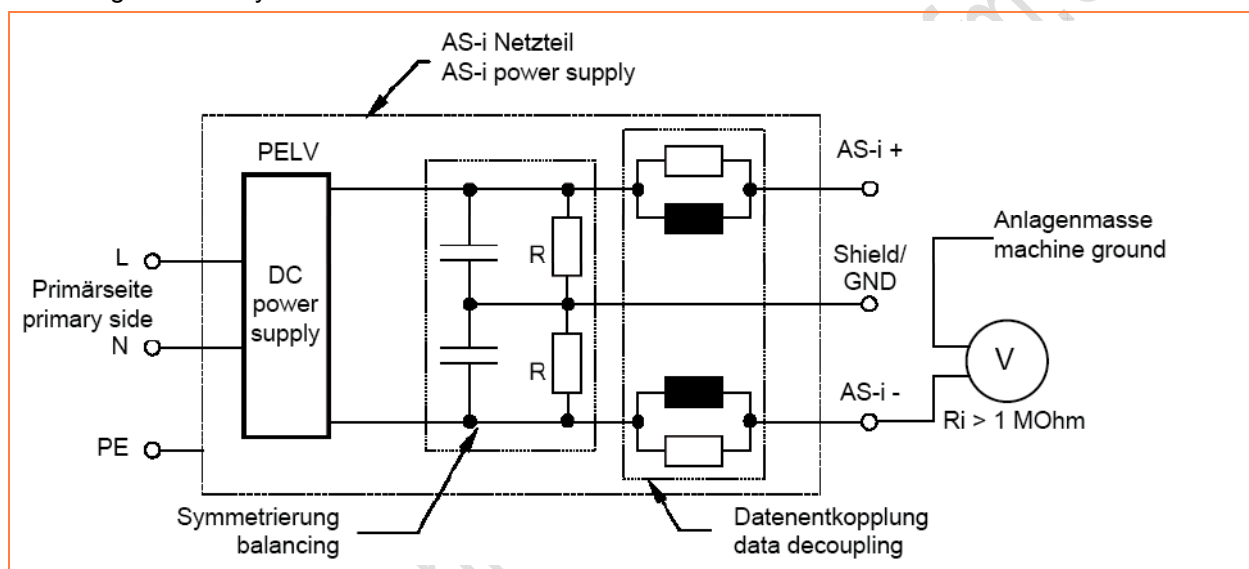 AS-i Netzteil
AS-i power supply
PELV
AS-i +
Anlagenmasse
machine ground
L
Primärseite
primary side
N
DC
power
supply
R
Shield/
GND
R
V
AS-i -
Ri > 1 MOhm
PE
Symmetrierung
balancing
Datenentkopplung
data decoupling